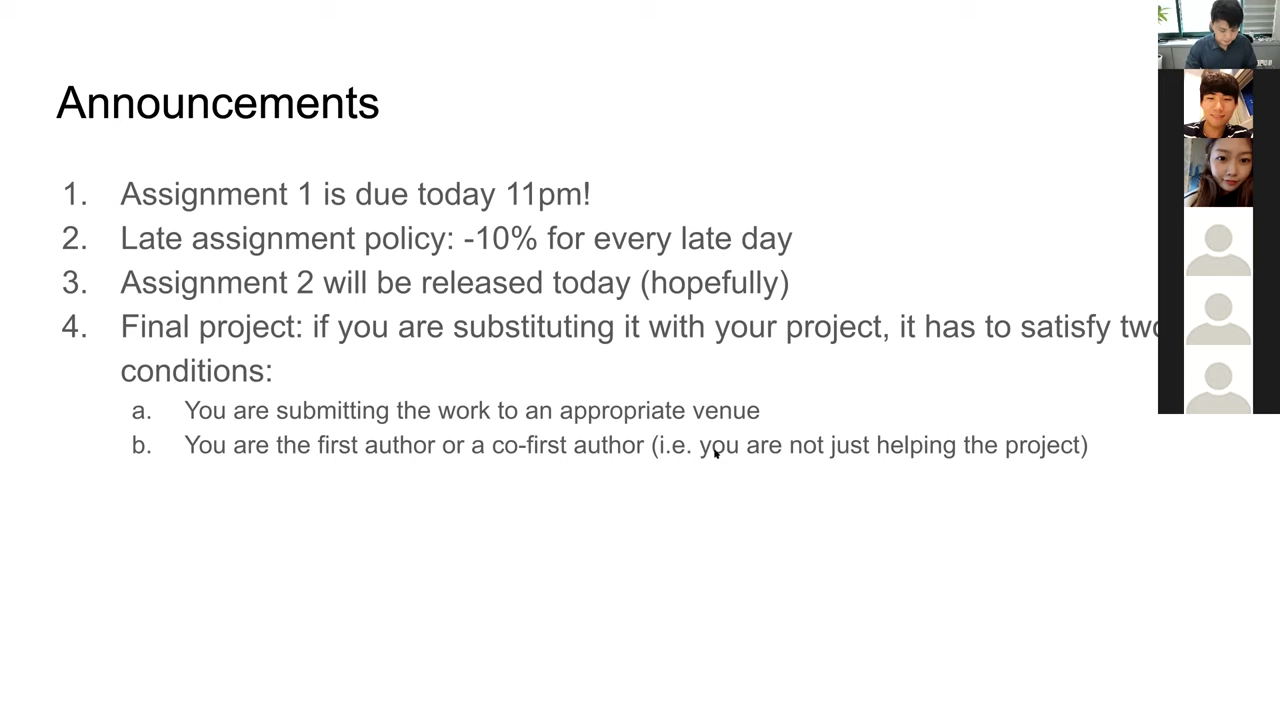 Announcements
1. Assignment 1 is due today 11pm!
2. Late assignment policy: -10% for every late day
3. Assignment 2 will be released today (hopefully)
4. Final project: if you are substituting it with your project, it has to satisfy two
conditions:
a. You are submitting the work to an appropriate venue
b. You are the first author or a co-first author (i.e. you are not just helping the project)